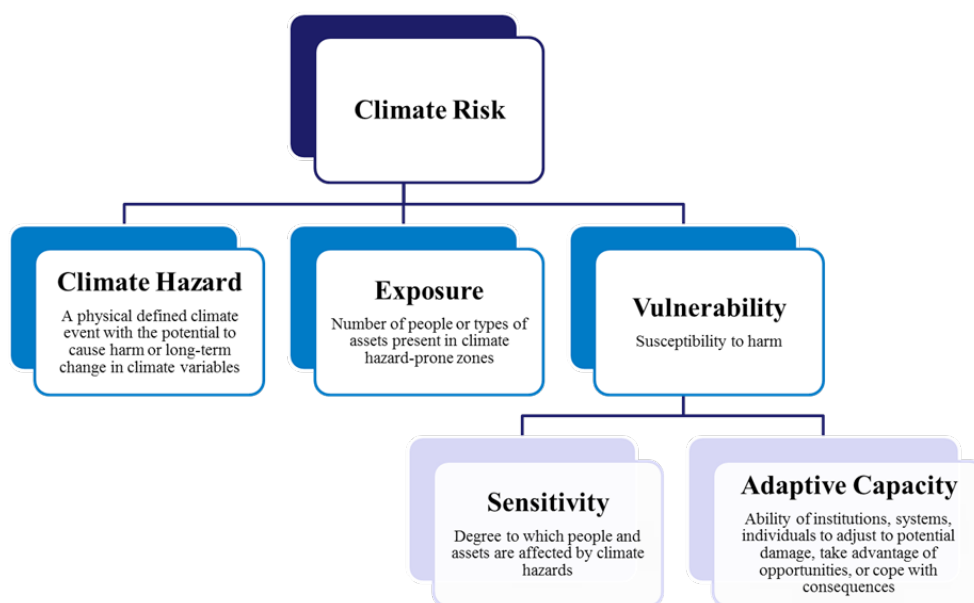 Climate Risk
Climate Hazard
A physical defined climate
event with the potential to
cause harm or long-term
change in climate variables
Exposure
Number of people or types of
assets present in climate
hazard-prone zones
Vulnerability
Susceptibility to harm
Sensitivity
Degree to which people and
assets are affected by climate
hazards
Adaptive Capacity
Ability of institutions, systems,
individuals to adjust to potential
damage, take advantage of
opportunities, or cope with
consequences